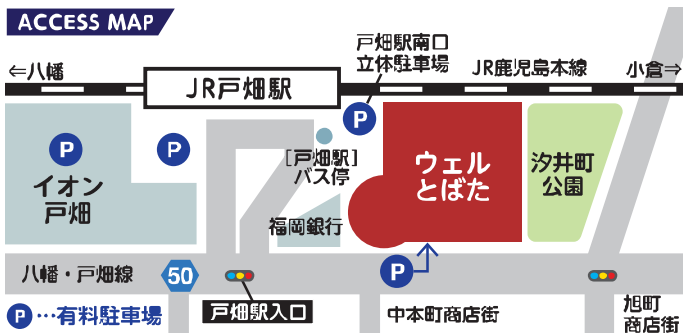 ACCESS MAP
戸畑駅南口
立体駐車場
⇐八幡
JR鹿児島本線
小倉⇒
JR戸畑駅
P
P
P
[戸畑駅]
バス停
イオン
戸畑
ウェル
とばた
汐井町
公園
福岡銀行
八幡・戸畑線
50
P
戸畑駅入口
中本町商店街
旭町
商店街
P…有料駐車場